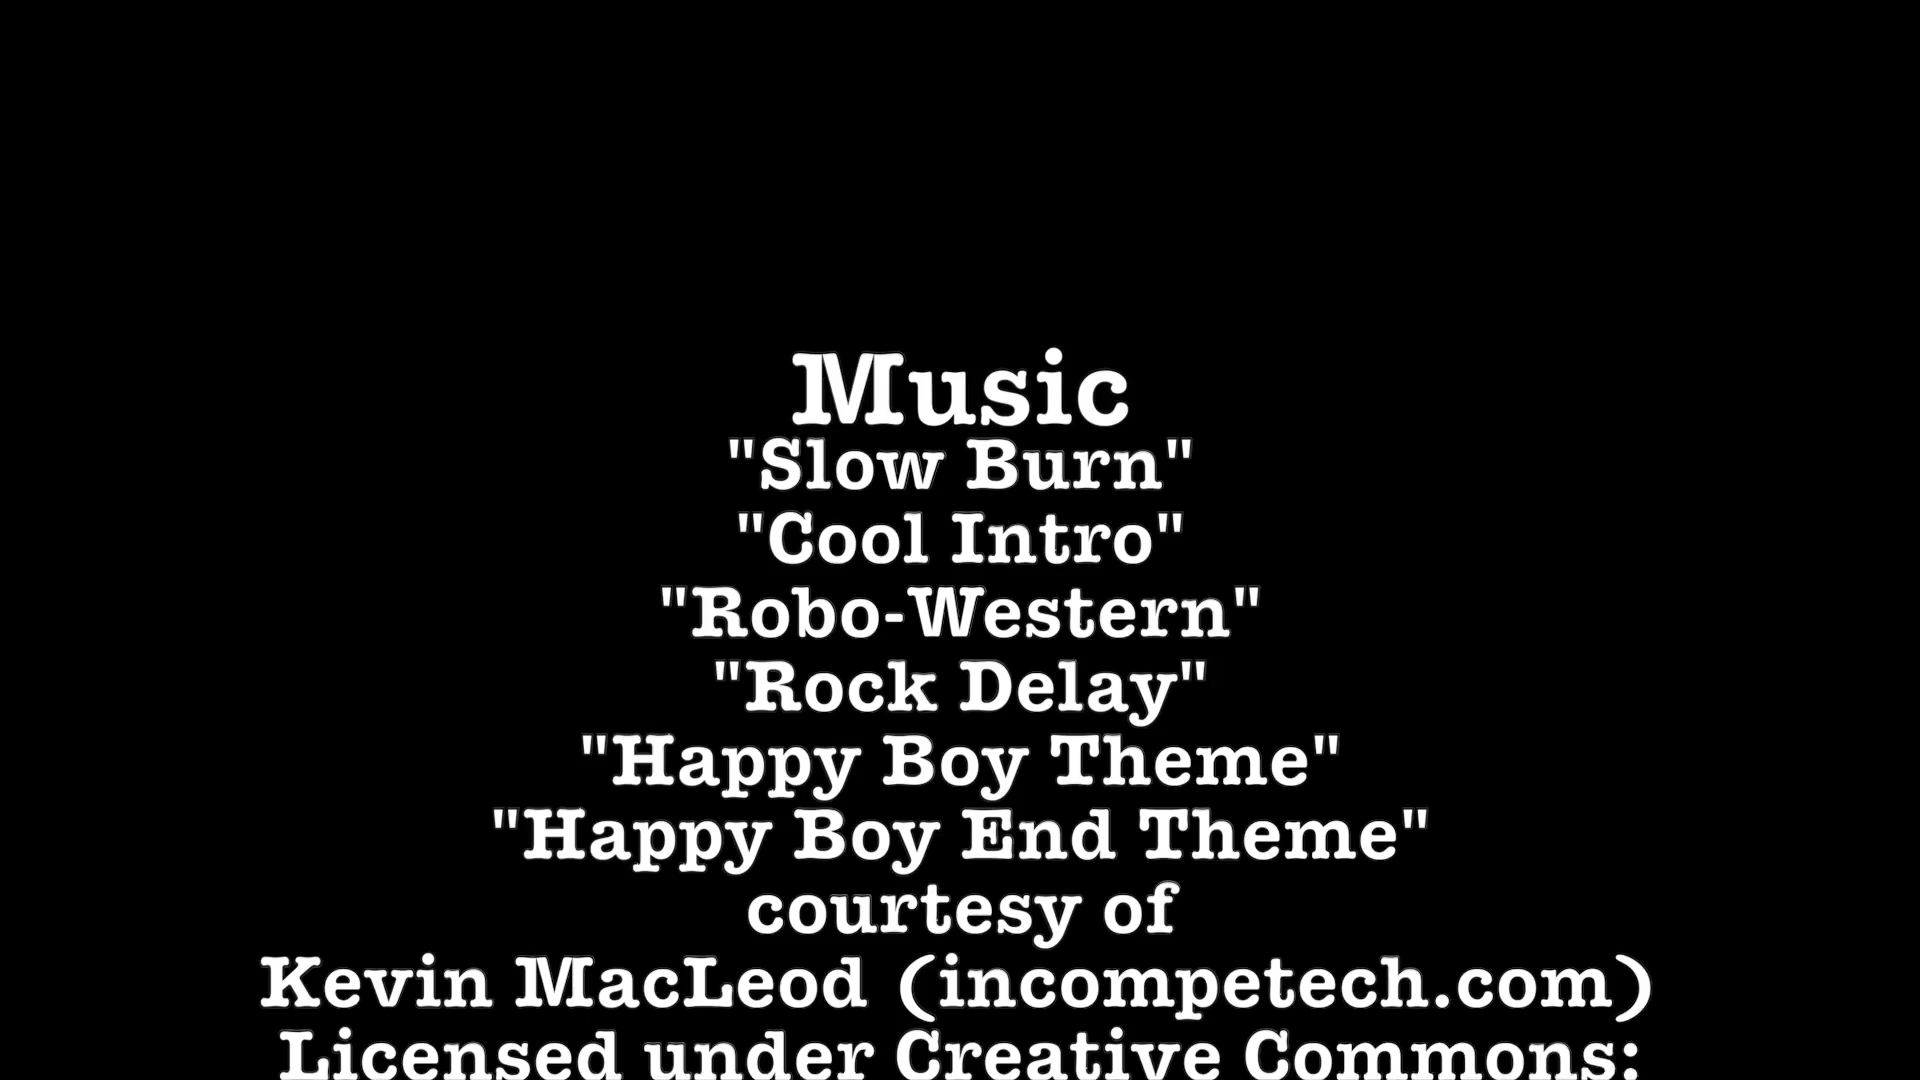 Music
"Slow Burn"
"Cool Intro"
"Robo-Western"
"Rock Delay"
"Happy Boy Theme"
"Happy Boy End Theme"
courtesy of
Kevin MacLeod (incompetech.com)
Licensed under Creative Commons: